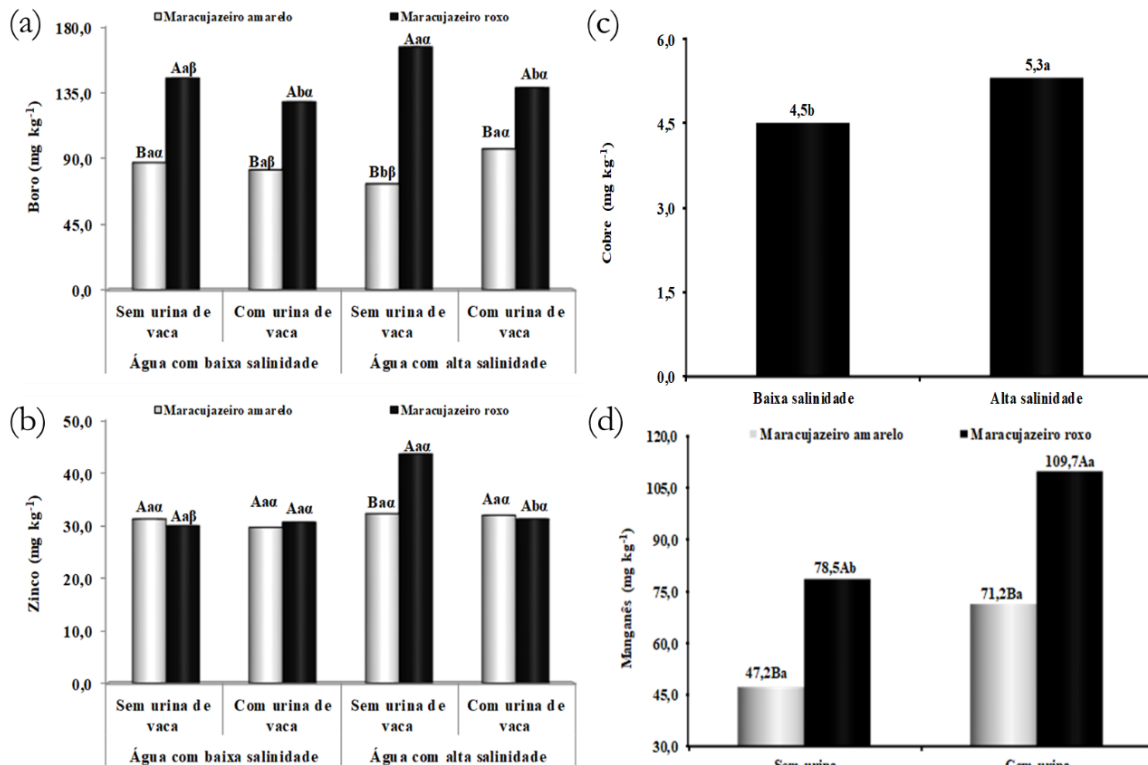 (a)
Maracujazeiro amarelo Maracujazeiro roxo
180,0
135,0
90,0
45,0
0,0
Boro (mg kg-1)
Baα Aaβ Baβ Abα Bbβ Aaα Baα Abα
Sem urina de vaca
Com urina de vaca
Sem urina de vaca
Com urina de vaca
Água com baixa salinidade Água com alta salinidade
(c)
6,0
4,5
3,0
1,5
0,0
Cobre (mg kg-1)
4,5b 5,3a
Baixa salinidade Alta salinidade
(b)
Maracujazeiro amarelo Maracujazeiro roxo
50,0
40,0
30,0
20,0
10,0
0,0
Zinco (mg kg-1)
Aaα Aaβ Aaα Aaα Baα Aaα Aaα Abα
Sem urina de vaca
Com urina de vaca
Sem urina de vaca
Com urina de vaca
Água com baixa salinidade Água com alta salinidade
(d)
Maracujazeiro amarelo Maracujazeiro roxo
120,0
105,0
90,0
75,0
60,0
45,0
30,0
Manganês (mg kg-1)
47,2Ba 78,5Ab 71,2Ba 109,7Aa
Sem urina Com urina